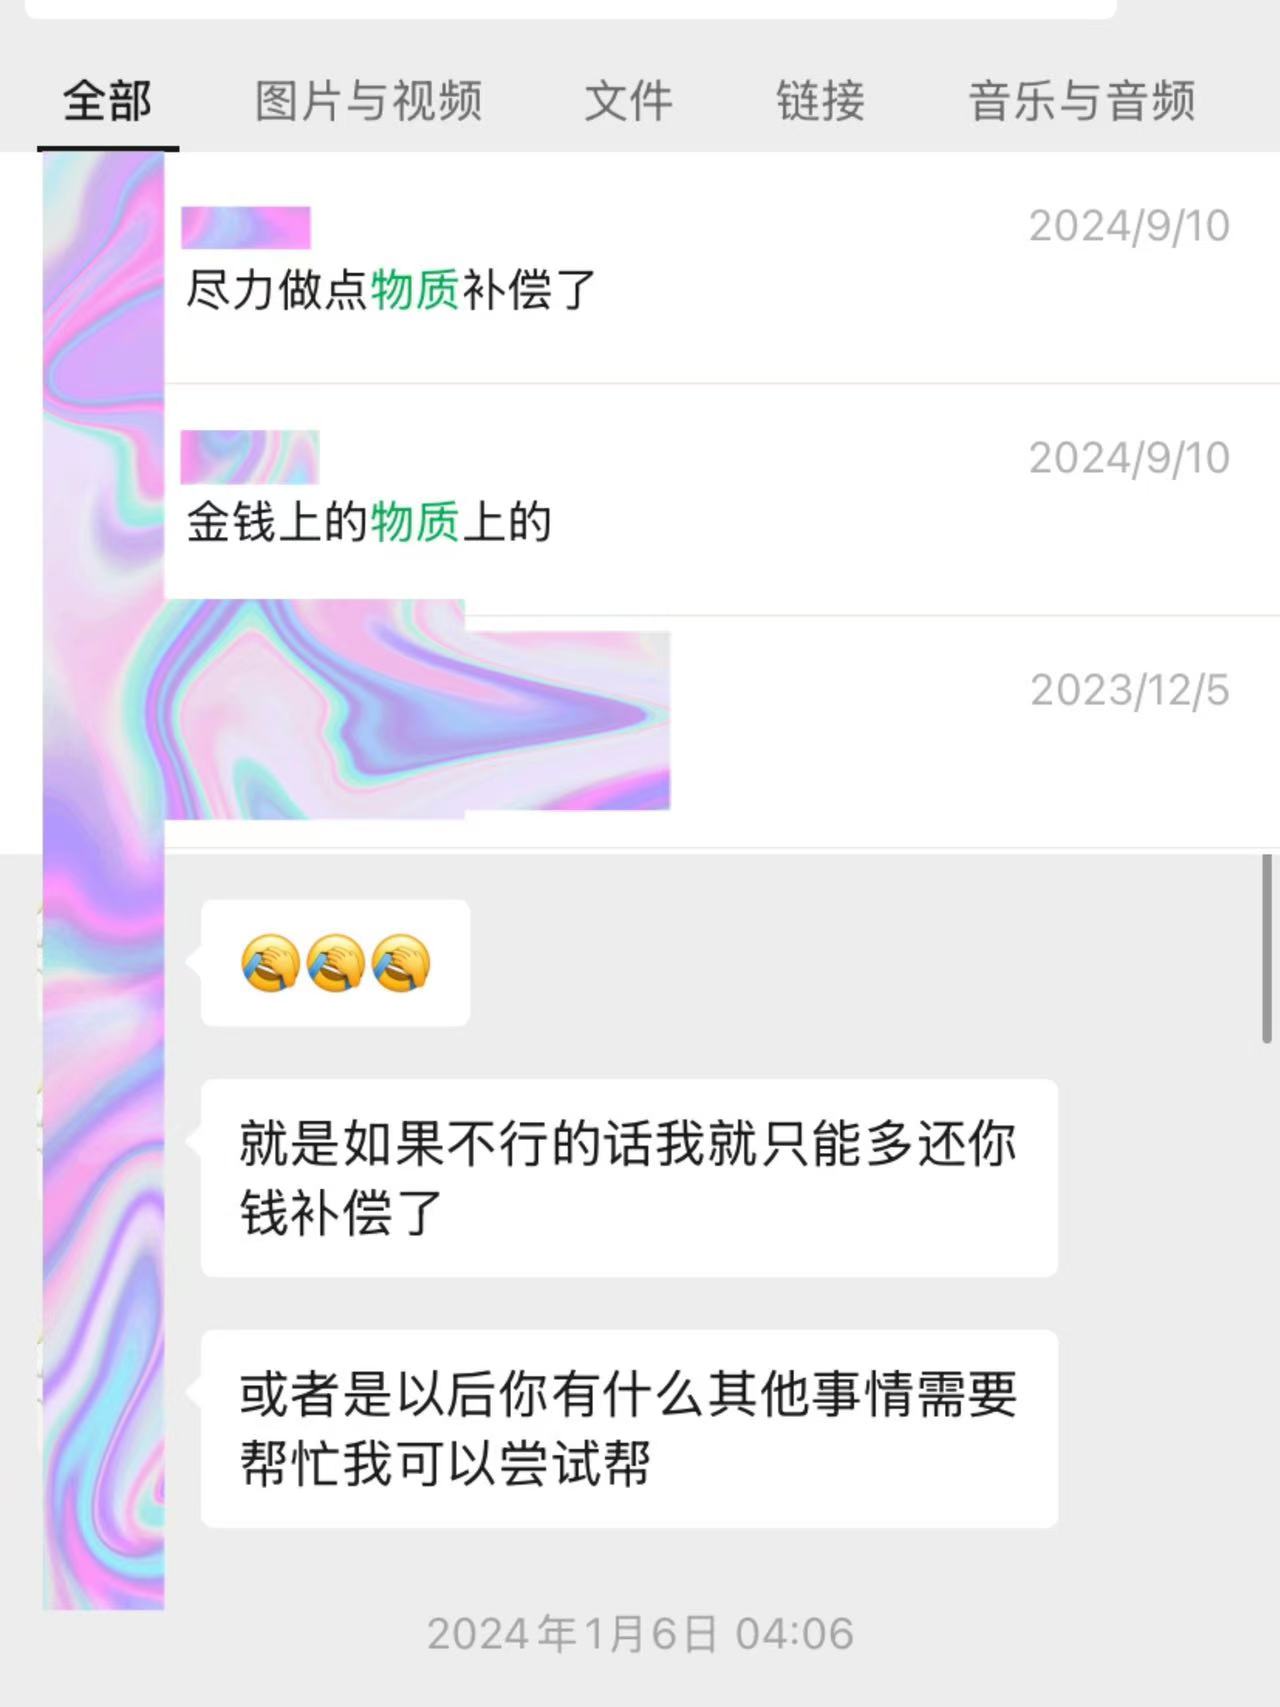 全部 图片与视频 文件 链接 音乐与音频
2024/9/10
尽力做点物质补偿了
2024/9/10
金钱上的物质上的
2023/12/5
🤦🤦🤦
就是如果不行的话我就只能多还你
钱补偿了
或者是以后你有什么其他事情需要
帮忙我可以尝试帮
2024年1月6日 04:06